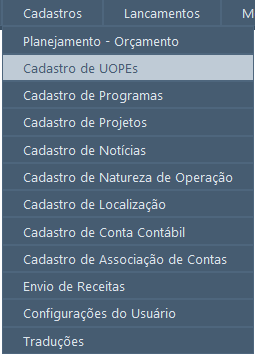 Cadastros Lancamentos M
Planejamento - Orçamento
Cadastro de UOPEs
Cadastro de Programas
Cadastro de Projetos
Cadastro de Notícias
Cadastro de Natureza de Operação
Cadastro de Localização
Cadastro de Conta Contábil
Cadastro de Associação de Contas
Envio de Receitas
Configurações do Usuário
Traduções